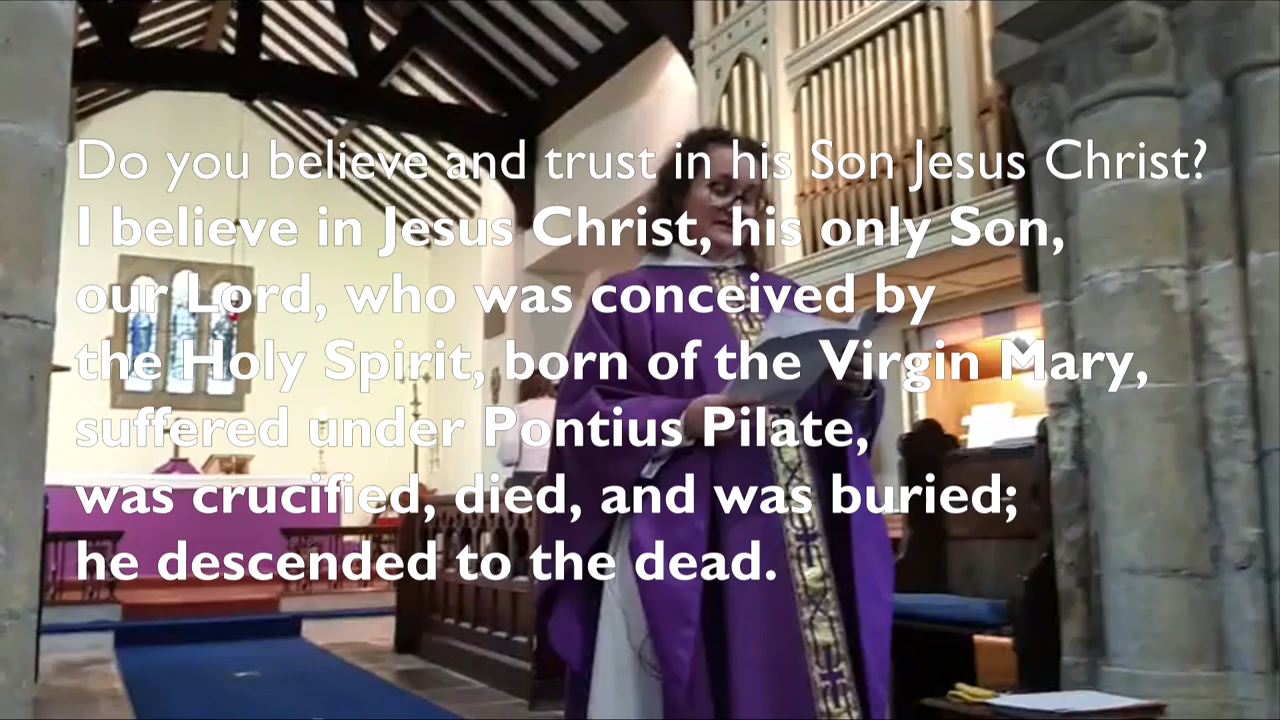 Do you believe and trust in his Son Jesus Christ?
I believe in Jesus Christ, his only Son,
our Lord, who was conceived by
the Holy Spirit, born of the Virgin Mary,
suffered under Pontius Pilate,
was crucified, died, and was buried;
he descended to the dead.